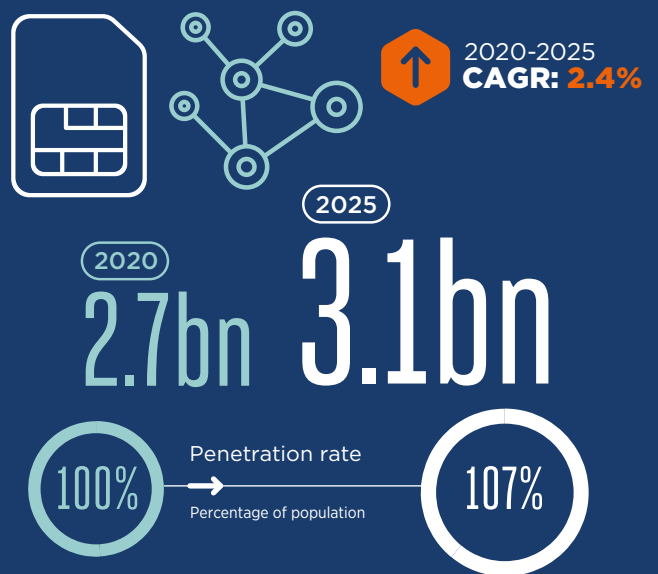 2020-2025
CAGR: 2.4%
2025
3.1bn
2020
2.7bn
Penetration rate
100%
107%
Percentage of population